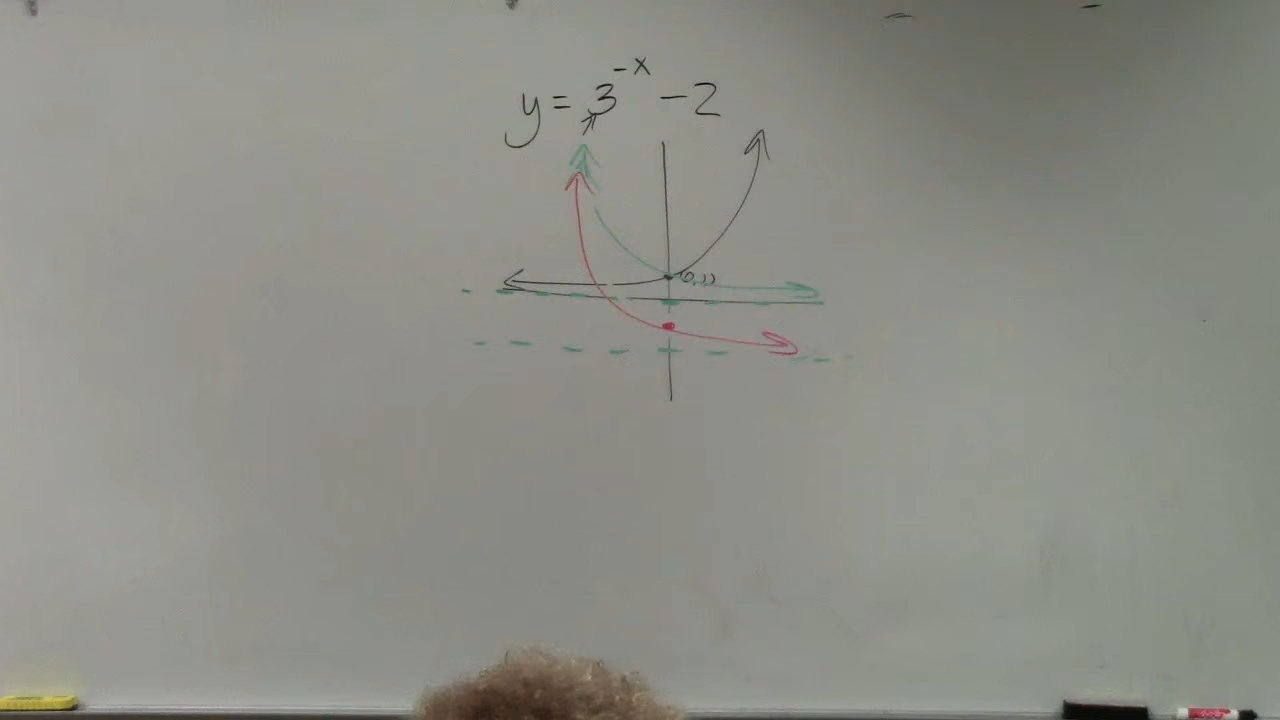 y = 3^{-x} - 2
(0,1)